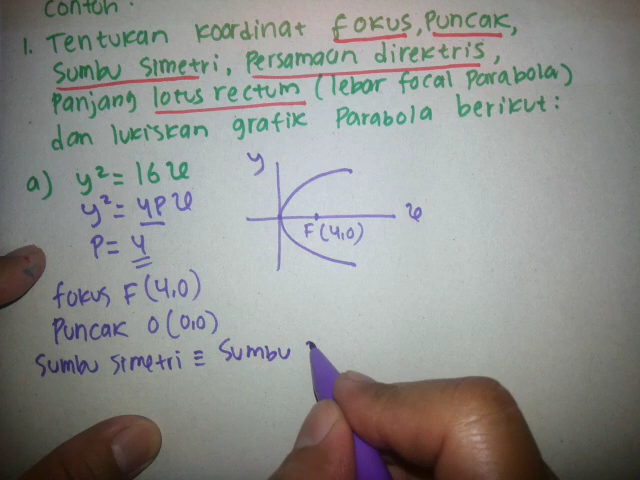 Contoh :
1. Tentukan koordinat fokus, Puncak,
Sumbu Simetri, Persamaan direktris,
Panjang lotus rectum (lebar focal Parabola)
dan lukiskan grafik Parabola berikut :
a) y² = 16x
y² = 4Px
P = 4
fokus F(4,0)
Puncak O(0,0)
Sumbu Simetri ≡ Sumbu
y
x
F(4,0)